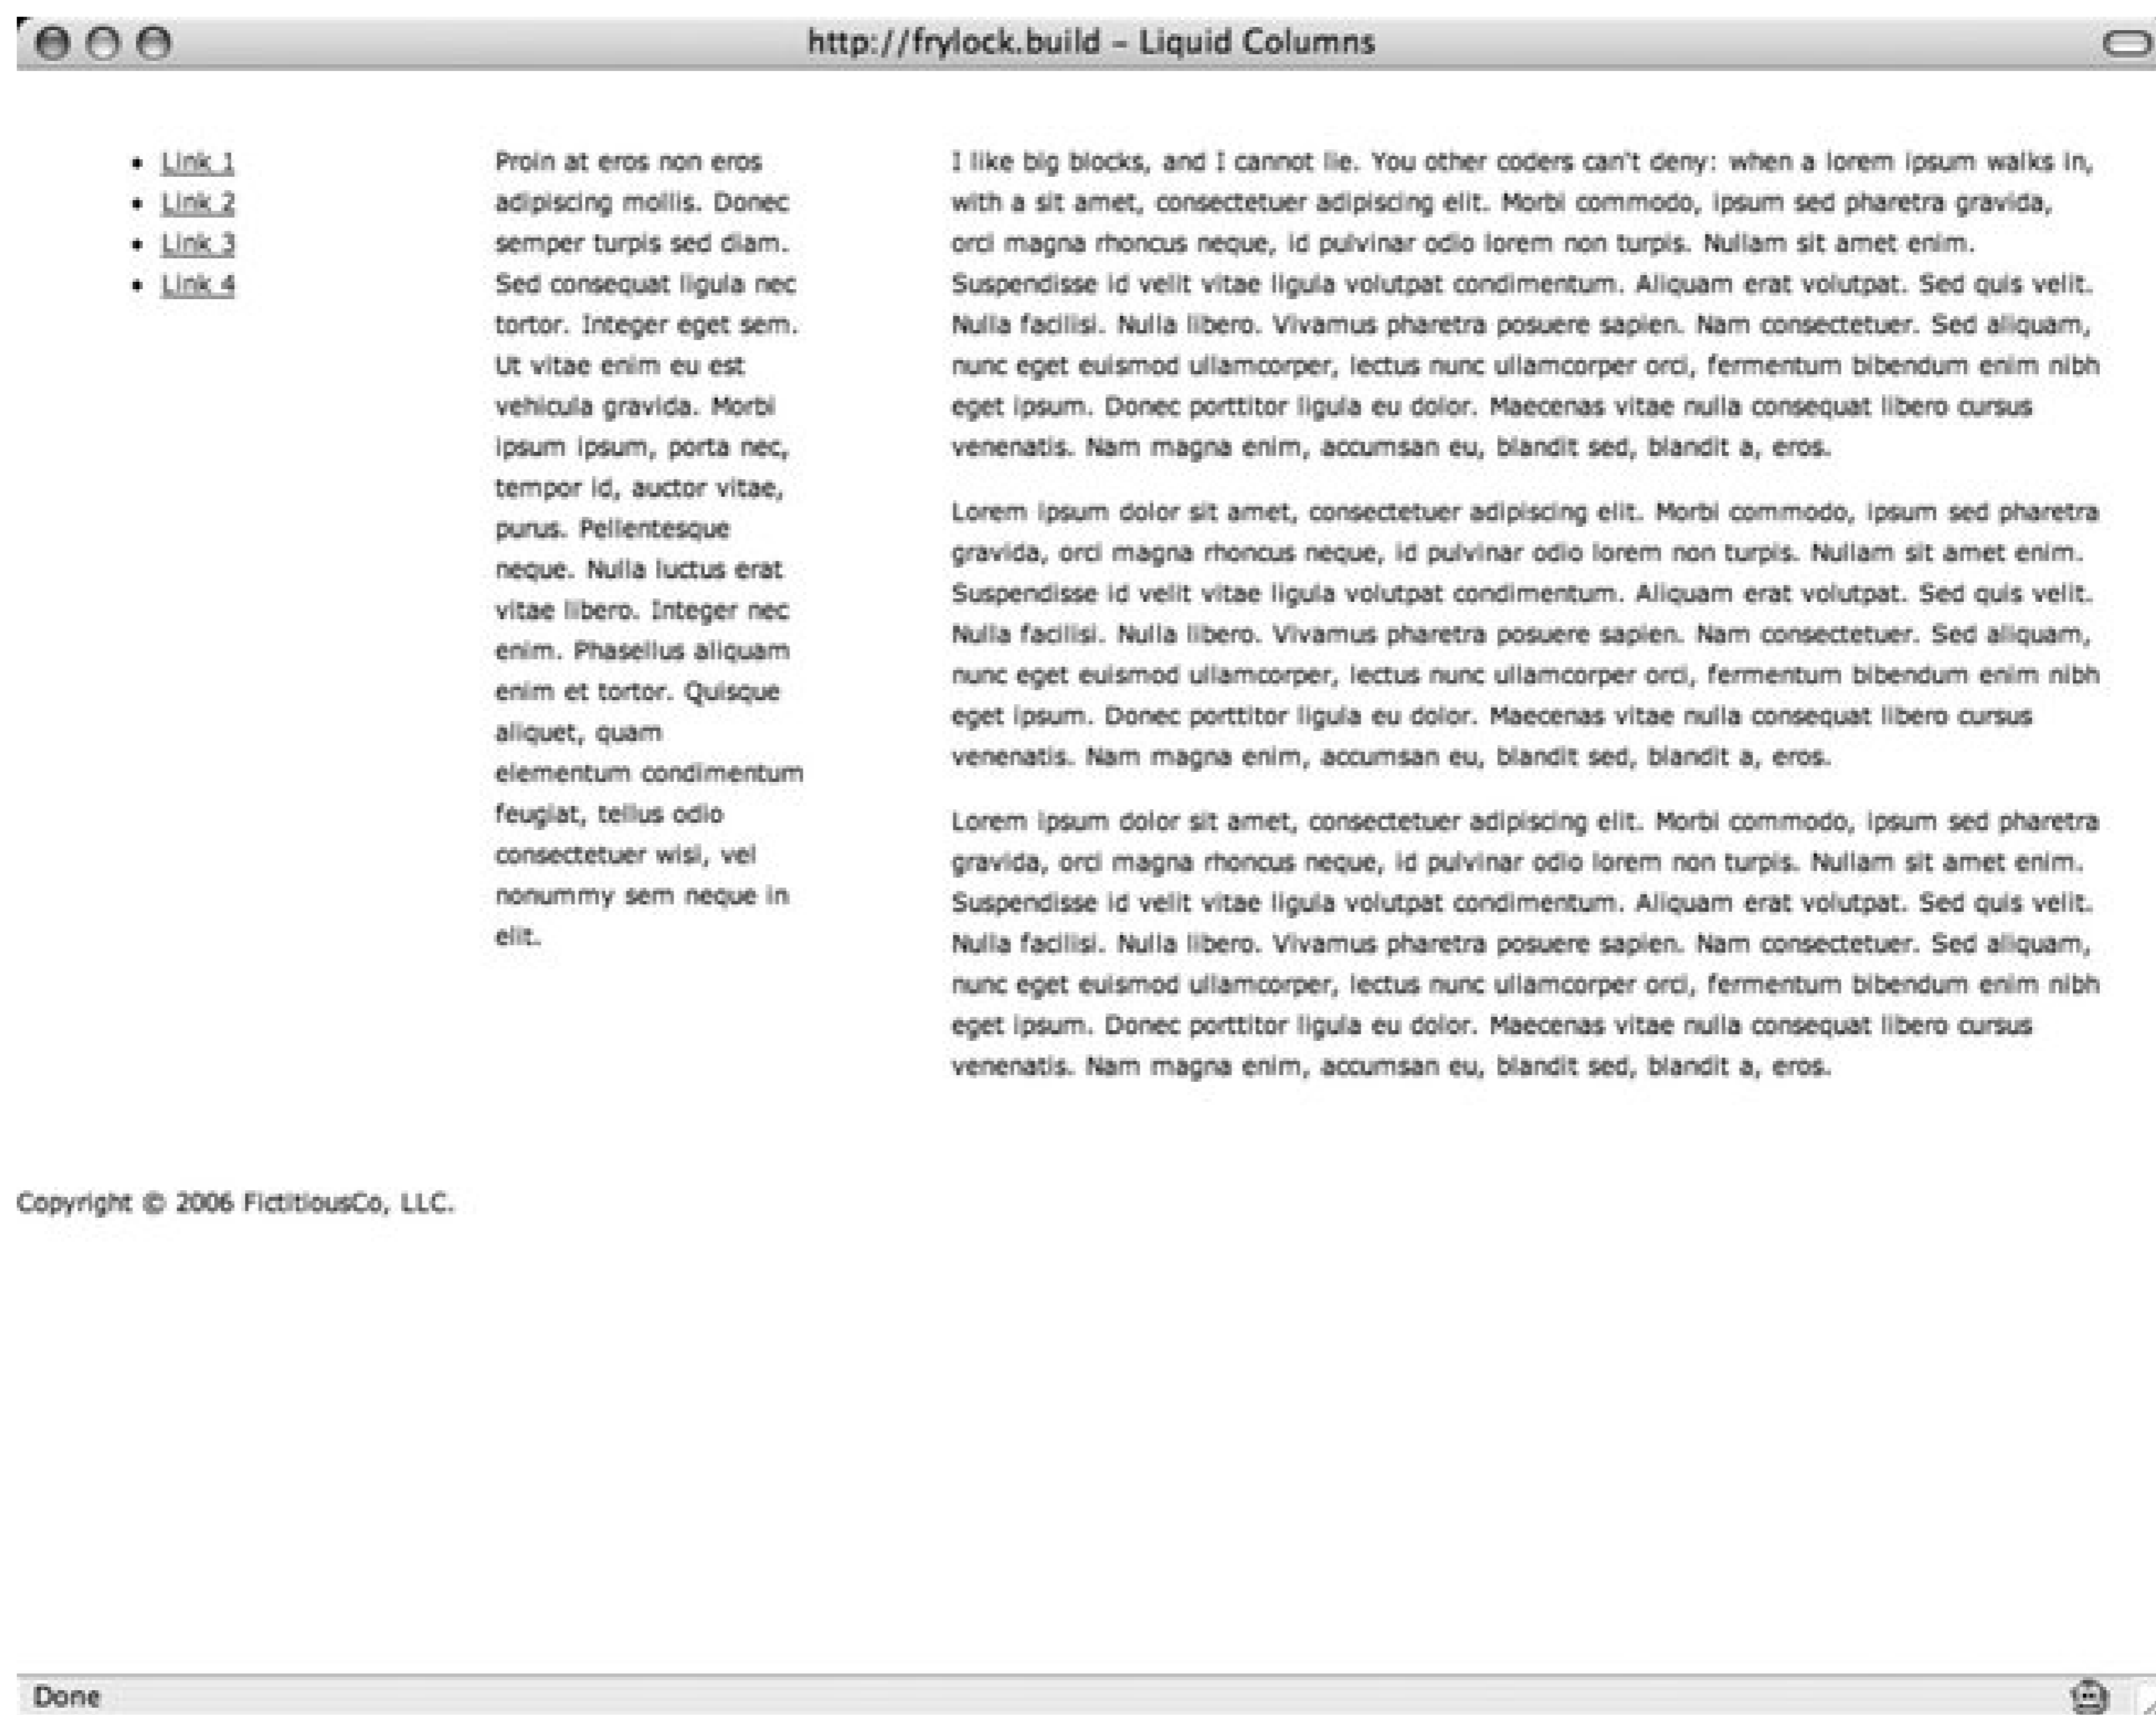 http://frylock.build – Liquid Columns
Link 1
Link 2
Link 3
Link 4
Proin at eros non eros
adipiscing mollis. Donec
semper turpis sed diam.
Sed consequat ligula nec
tortor. Integer eget sem.
Ut vitae enim eu est
vehicula gravida. Morbi
ipsum ipsum, porta nec,
tempor id, auctor vitae,
purus. Pellentesque
neque. Nulla luctus erat
vitae libero. Integer nec
enim. Phasellus aliquam
enim et tortor. Quisque
aliquet, quam
elementum condimentum
feugiat, tellus odio
consectetuer wisi, vel
nonummy sem neque in
elit.
I like big blocks, and I cannot lie. You other coders can't deny: when a lorem ipsum walks in,
with a sit amet, consectetuer adipiscing elit. Morbi commodo, ipsum sed pharetra gravida,
orci magna rhoncus neque, id pulvinar odio lorem non turpis. Nullam sit amet enim.
Suspendisse id velit vitae ligula volutpat condimentum. Aliquam erat volutpat. Sed quis velit.
Nulla facilisi. Nulla libero. Vivamus pharetra posuere sapien. Nam consectetuer. Sed aliquam,
nunc eget euismod ullamcorper, lectus nunc ullamcorper orci, fermentum bibendum enim nibh
eget ipsum. Donec porttitor ligula eu dolor. Maecenas vitae nulla consequat libero cursus
venenatis. Nam magna enim, accumsan eu, blandit sed, blandit a, eros.
Lorem ipsum dolor sit amet, consectetuer adipiscing elit. Morbi commodo, ipsum sed pharetra
gravida, orci magna rhoncus neque, id pulvinar odio lorem non turpis. Nullam sit amet enim.
Suspendisse id velit vitae ligula volutpat condimentum. Aliquam erat volutpat. Sed quis velit.
Nulla facilisi. Nulla libero. Vivamus pharetra posuere sapien. Nam consectetuer. Sed aliquam,
nunc eget euismod ullamcorper, lectus nunc ullamcorper orci, fermentum bibendum enim nibh
eget ipsum. Donec porttitor ligula eu dolor. Maecenas vitae nulla consequat libero cursus
venenatis. Nam magna enim, accumsan eu, blandit sed, blandit a, eros.
Lorem ipsum dolor sit amet, consectetuer adipiscing elit. Morbi commodo, ipsum sed pharetra
gravida, orci magna rhoncus neque, id pulvinar odio lorem non turpis. Nullam sit amet enim.
Suspendisse id velit vitae ligula volutpat condimentum. Aliquam erat volutpat. Sed quis velit.
Nulla facilisi. Nulla libero. Vivamus pharetra posuere sapien. Nam consectetuer. Sed aliquam,
nunc eget euismod ullamcorper, lectus nunc ullamcorper orci, fermentum bibendum enim nibh
eget ipsum. Donec porttitor ligula eu dolor. Maecenas vitae nulla consequat libero cursus
venenatis. Nam magna enim, accumsan eu, blandit sed, blandit a, eros.
Copyright © 2006 FictitiousCo, LLC.
Done